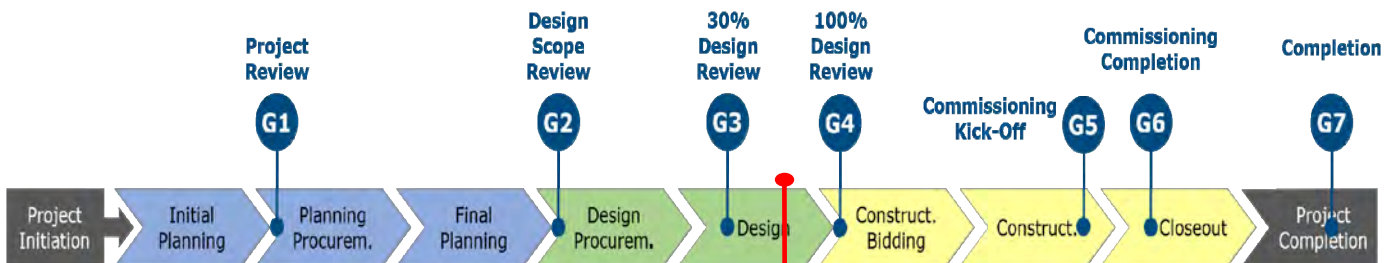 Project
Review
Design
Scope
Review
30%
Design
Review
100%
Design
Review
Commissioning
Kick-Off
Commissioning
Completion
Completion
G1
G2
G3
G4
G5
G6
G7
Project
Initiation
Initial
Planning
Planning
Procurem.
Final
Planning
Design
Procurem.
Design
Construct.
Bidding
Construct.
Closeout
Project
Completion